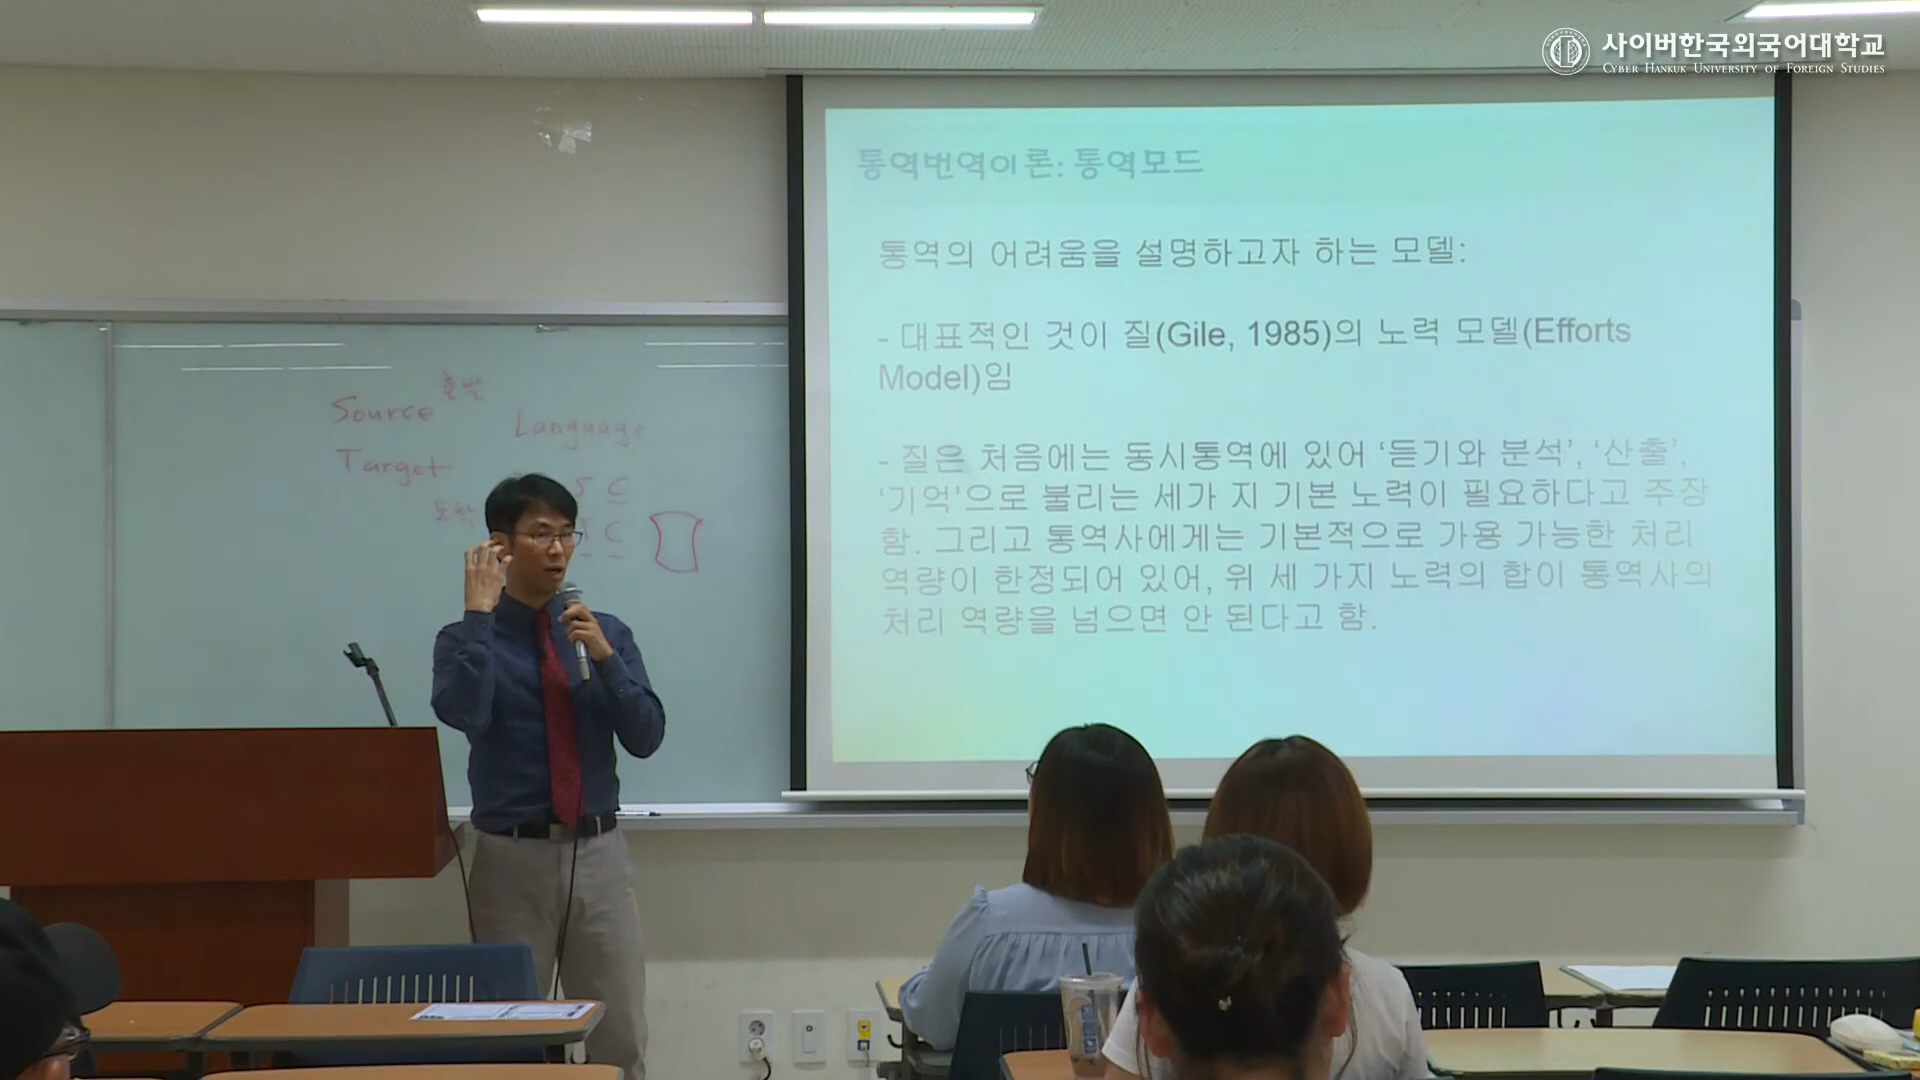 사이버한국외국어대학교
CYBER HANKUK UNIVERSITY OF FOREIGN STUDIES
통역번역이론: 통역모드
통역의 어려움을 설명하고자 하는 모델:
- 대표적인 것이 질(Gile, 1985)의 노력 모델(Efforts
Model)임
- 질은 처음에는 동시통역에 있어 ‘듣기와 분석’, ‘산출’,
‘기억’으로 불리는 세가 지 기본 노력이 필요하다고 주장
함. 그리고 통역사에게는 기본적으로 가용 가능한 처리
역량이 한정되어 있어, 위 세 가지 노력의 합이 통역사의
처리 역량을 넘으면 안 된다고 함.
출발
Source
Language
Target
S C
C